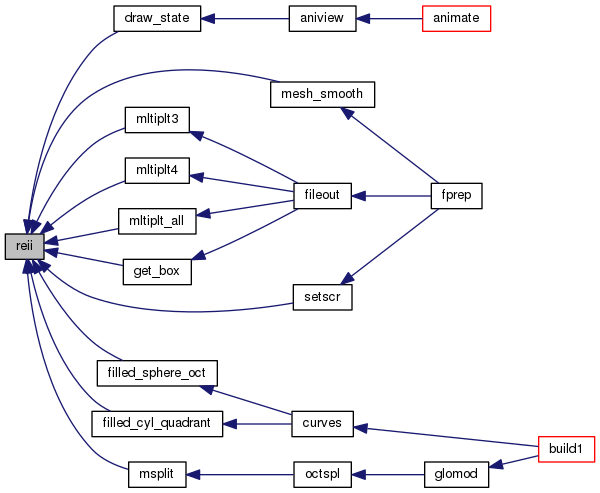 draw_state
aniview
animate
mesh_smooth
mltiplt3
mltiplt4
fileout
fprep
mltiplt_all
reii
get_box
setscr
filled_sphere_oct
filled_cyl_quadrant
curves
build1
msplit
octspl
glomod